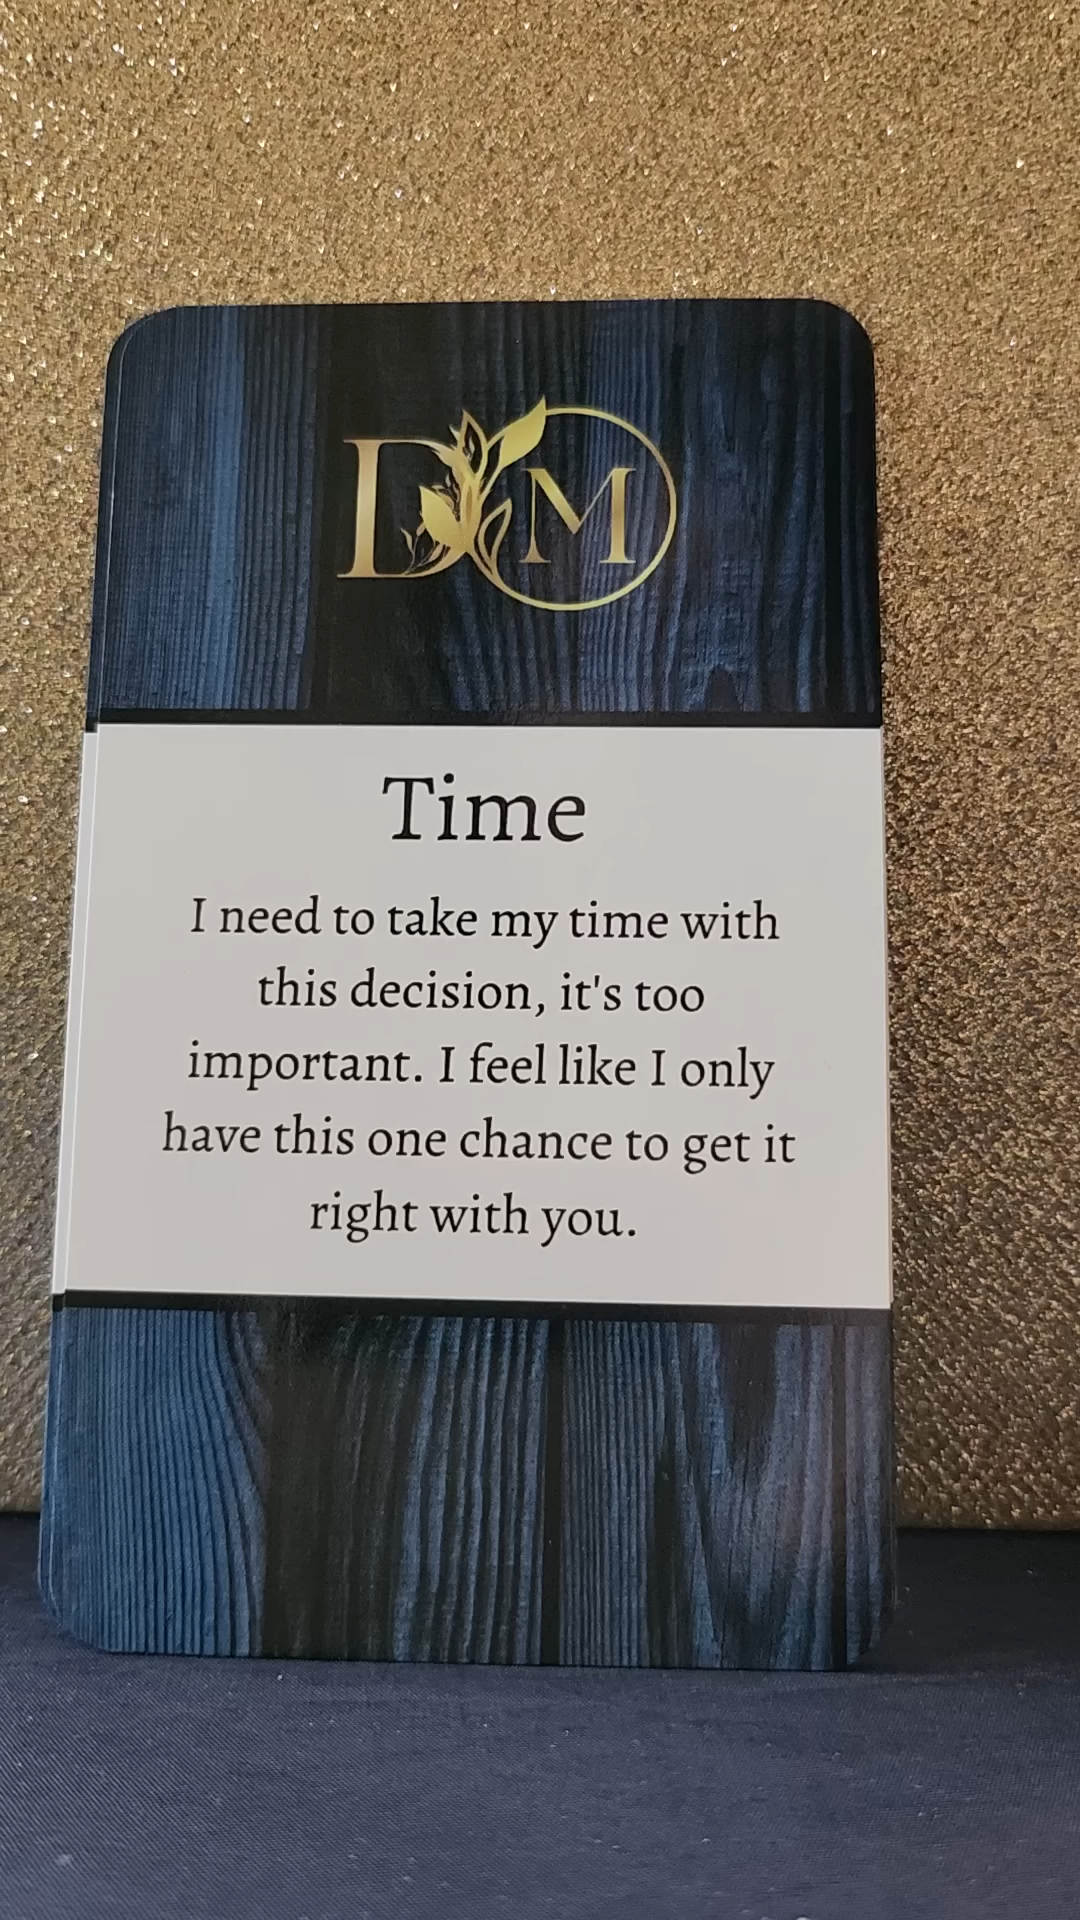 DM
Time
I need to take my time with
this decision, it's too
important. I feel like I only
have this one chance to get it
right with you.